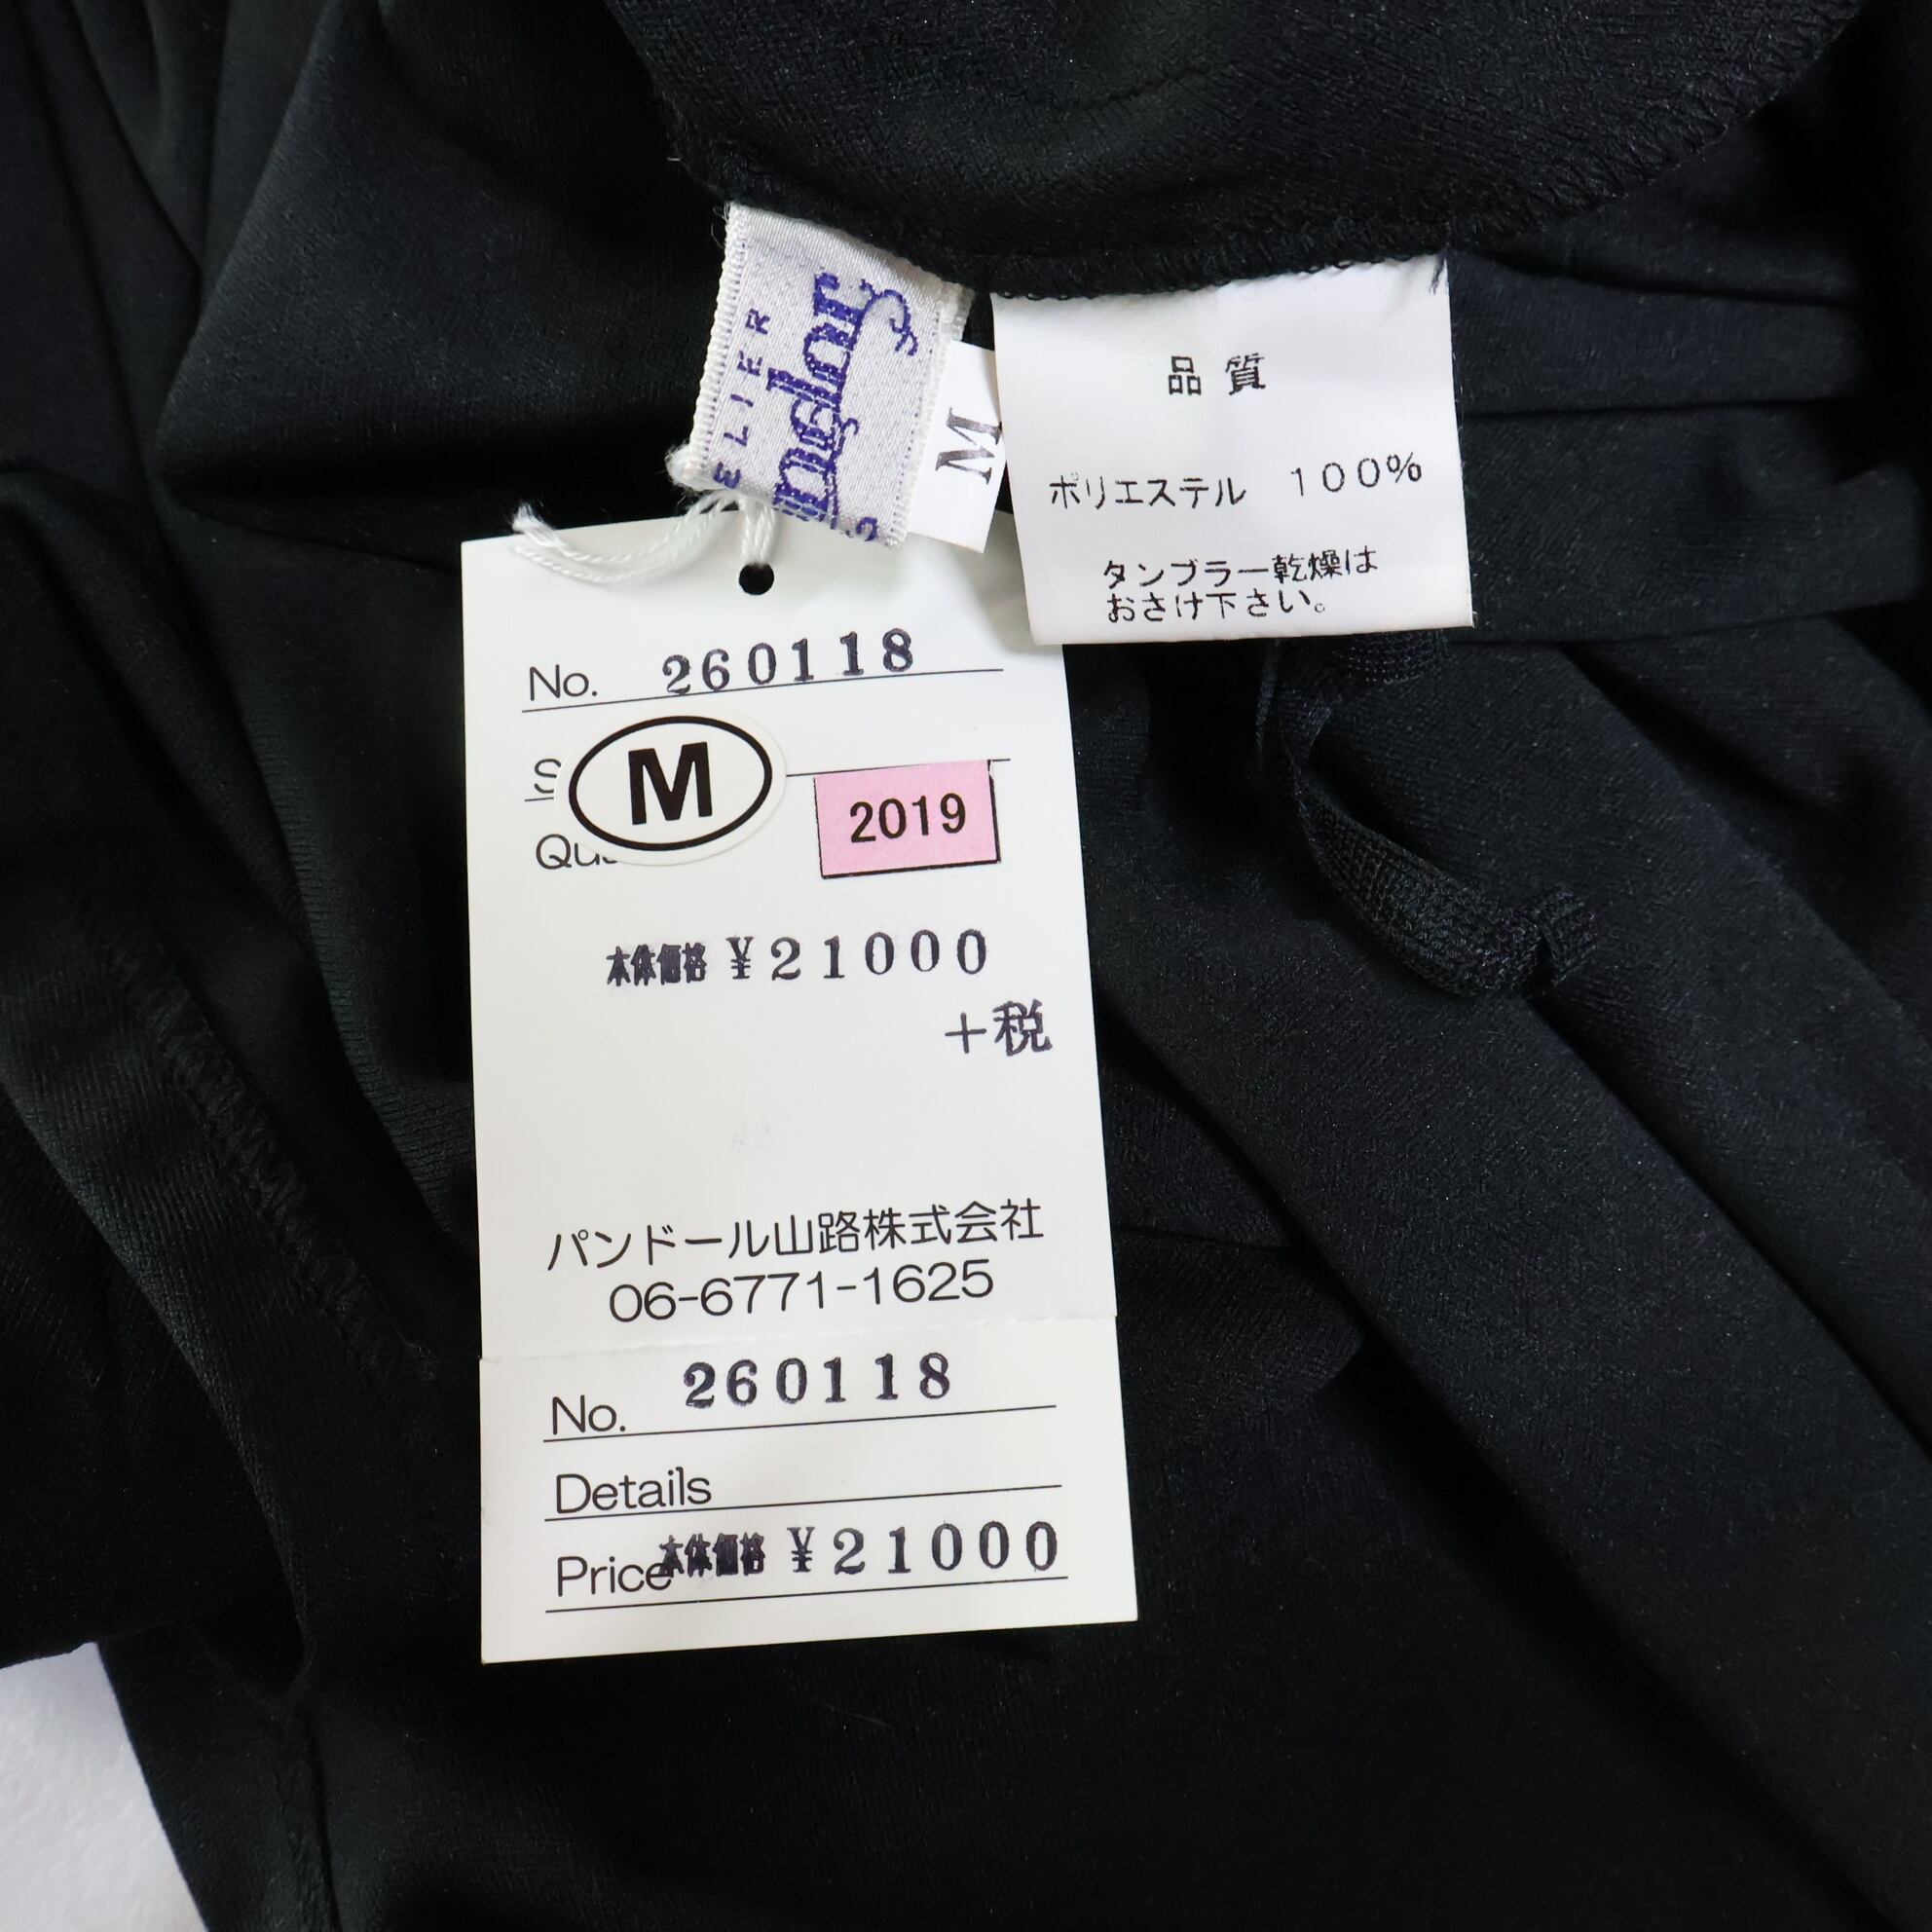 M
品質
ポリエステル 100%
タンブラー乾燥は
おさけ下さい。
No. 260118
M
2019
本体価格 ¥21000
+税
パンドール山路株式会社
06-6771-1625
No. 260118
Details
Price 本体価格 ¥21000